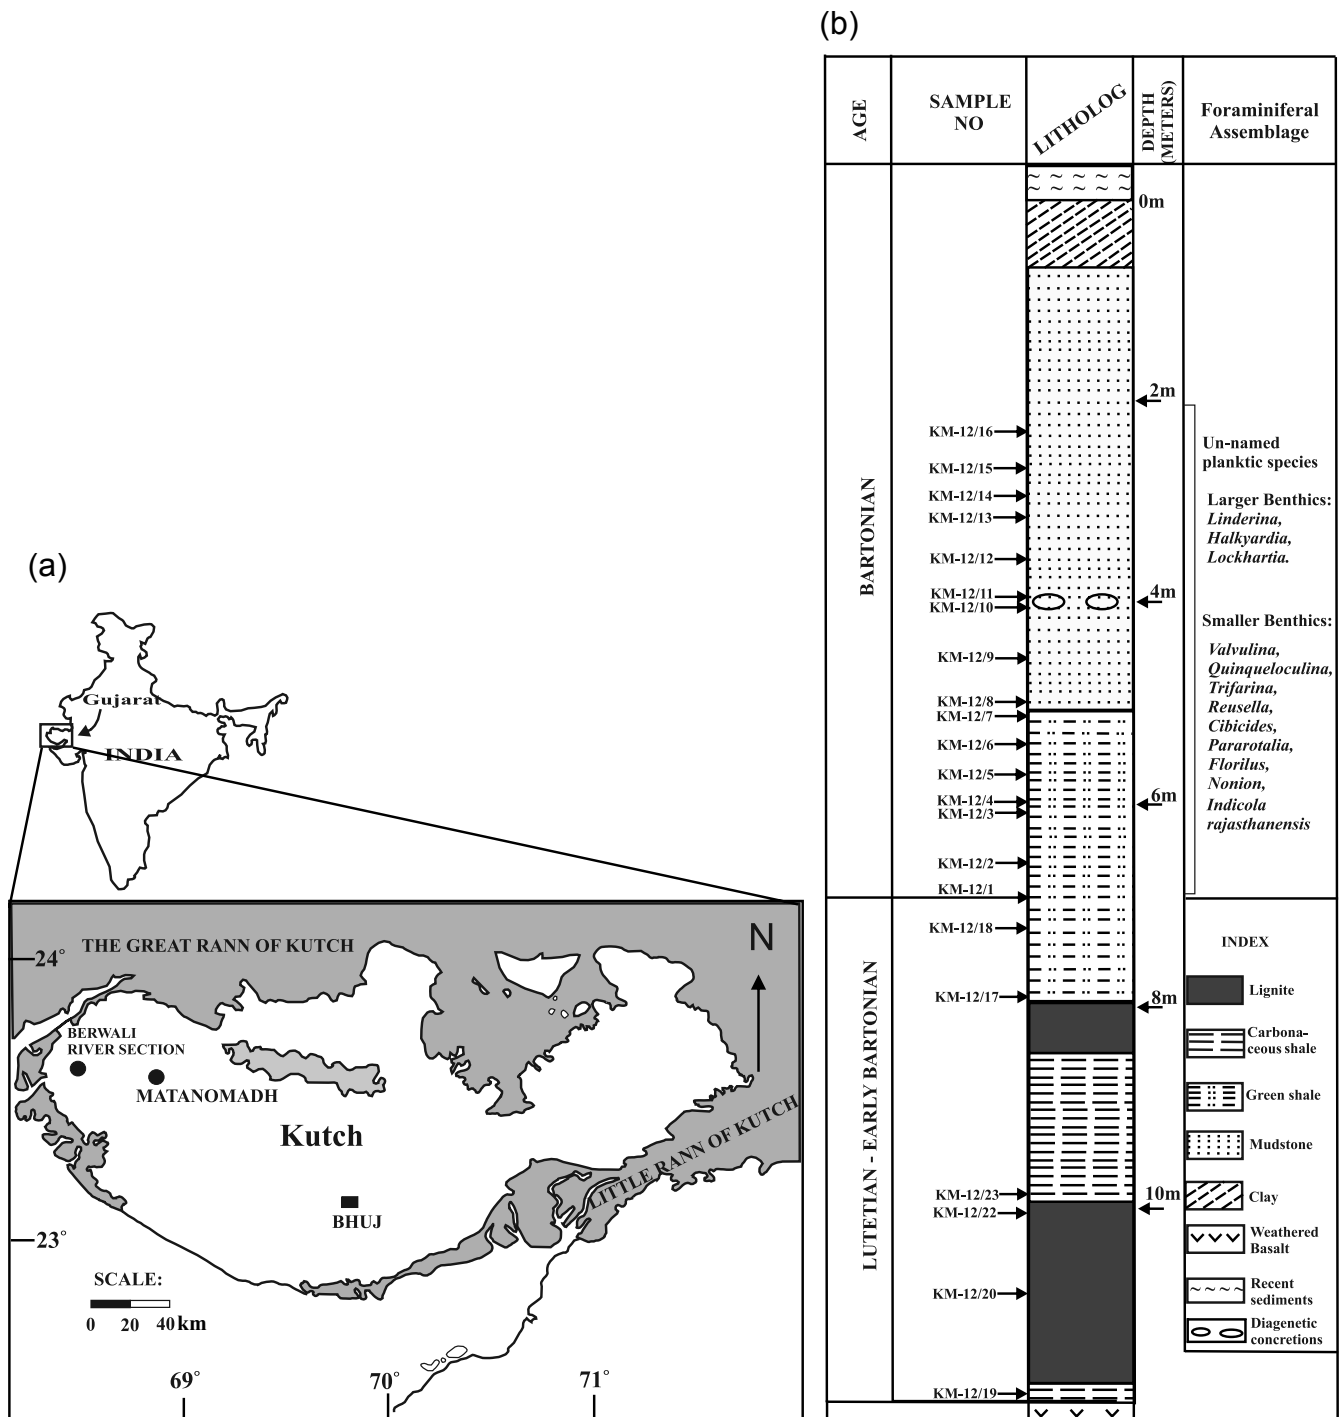 (a)
Gujarat
INDIA
THE GREAT RANN OF KUTCH
N
24°
BERWALI
RIVER SECTION
MATANOMADH
Kutch
LITTLE RANN OF KUTCH
BHUJ
23°
SCALE:
0 20 40 km
69°
70°
71°
(b)
AGE
SAMPLE
NO
LITHOLOG
DEPTH
(METERS)
Foraminiferal
Assemblage
BARTONIAN
LUTETIAN - EARLY BARTONIAN
KM-12/16
KM-12/15
KM-12/14
KM-12/13
KM-12/12
KM-12/11
KM-12/10
KM-12/9
KM-12/8
KM-12/7
KM-12/6
KM-12/5
KM-12/4
KM-12/3
KM-12/2
KM-12/1
KM-12/18
KM-12/17
KM-12/23
KM-12/22
KM-12/20
KM-12/19
0m
2m
4m
6m
8m
10m
Un-named
planktic species
Larger Benthics:
Linderina,
Halkyardia,
Lockhartia.
Smaller Benthics:
Valvulina,
Quinqueloculina,
Trifarina,
Reusella,
Cibicides,
Pararotalia,
Florilus,
Nonion,
Indicola
rajasthanensis
INDEX
Lignite
Carbona-
ceous shale
Green shale
Mudstone
Clay
Weathered
Basalt
Recent
sediments
Diagenetic
concretions